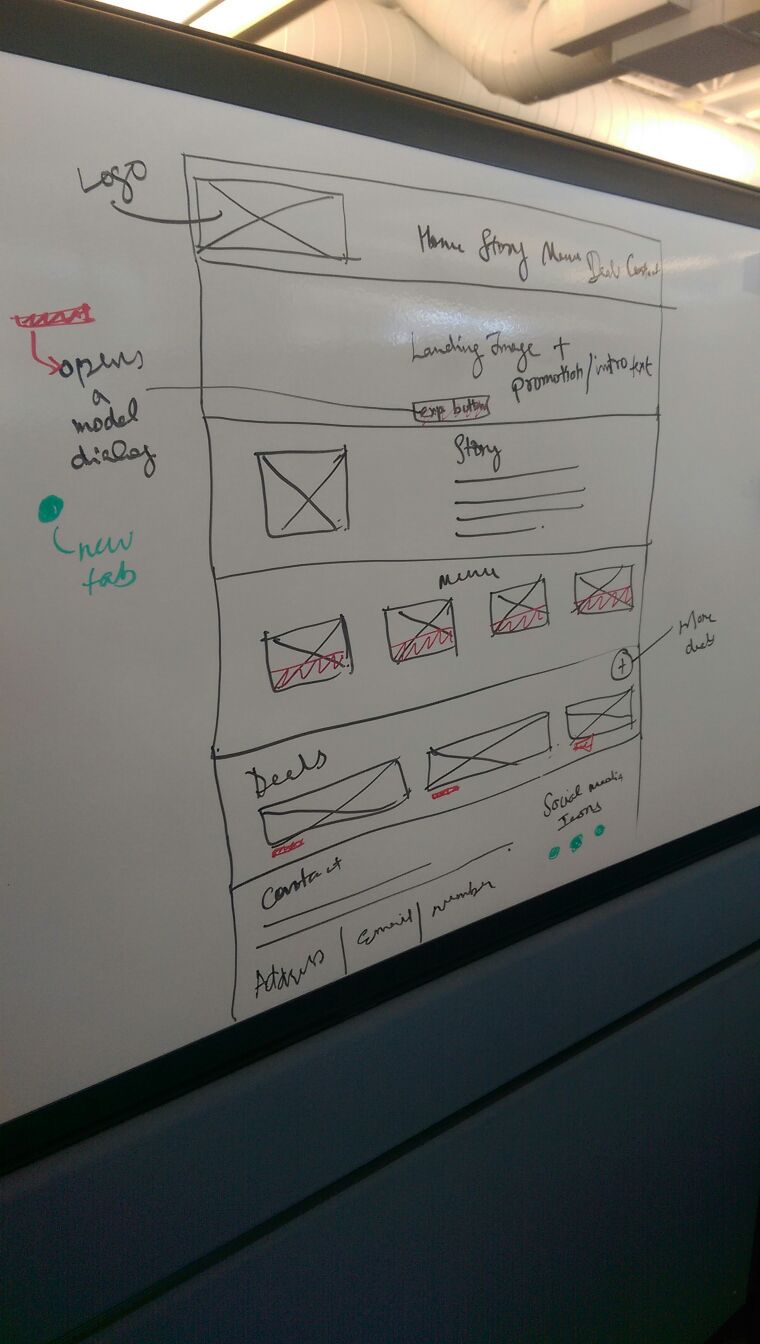 Logo
Home Story Menu Deals Contact
Landing Image +
promotion/intro text
exp button
opens
a
model
dialog
new
tab
Story
Menu
+
More
deals
Deals
Social media
Icons
Contact
Address | Email | number